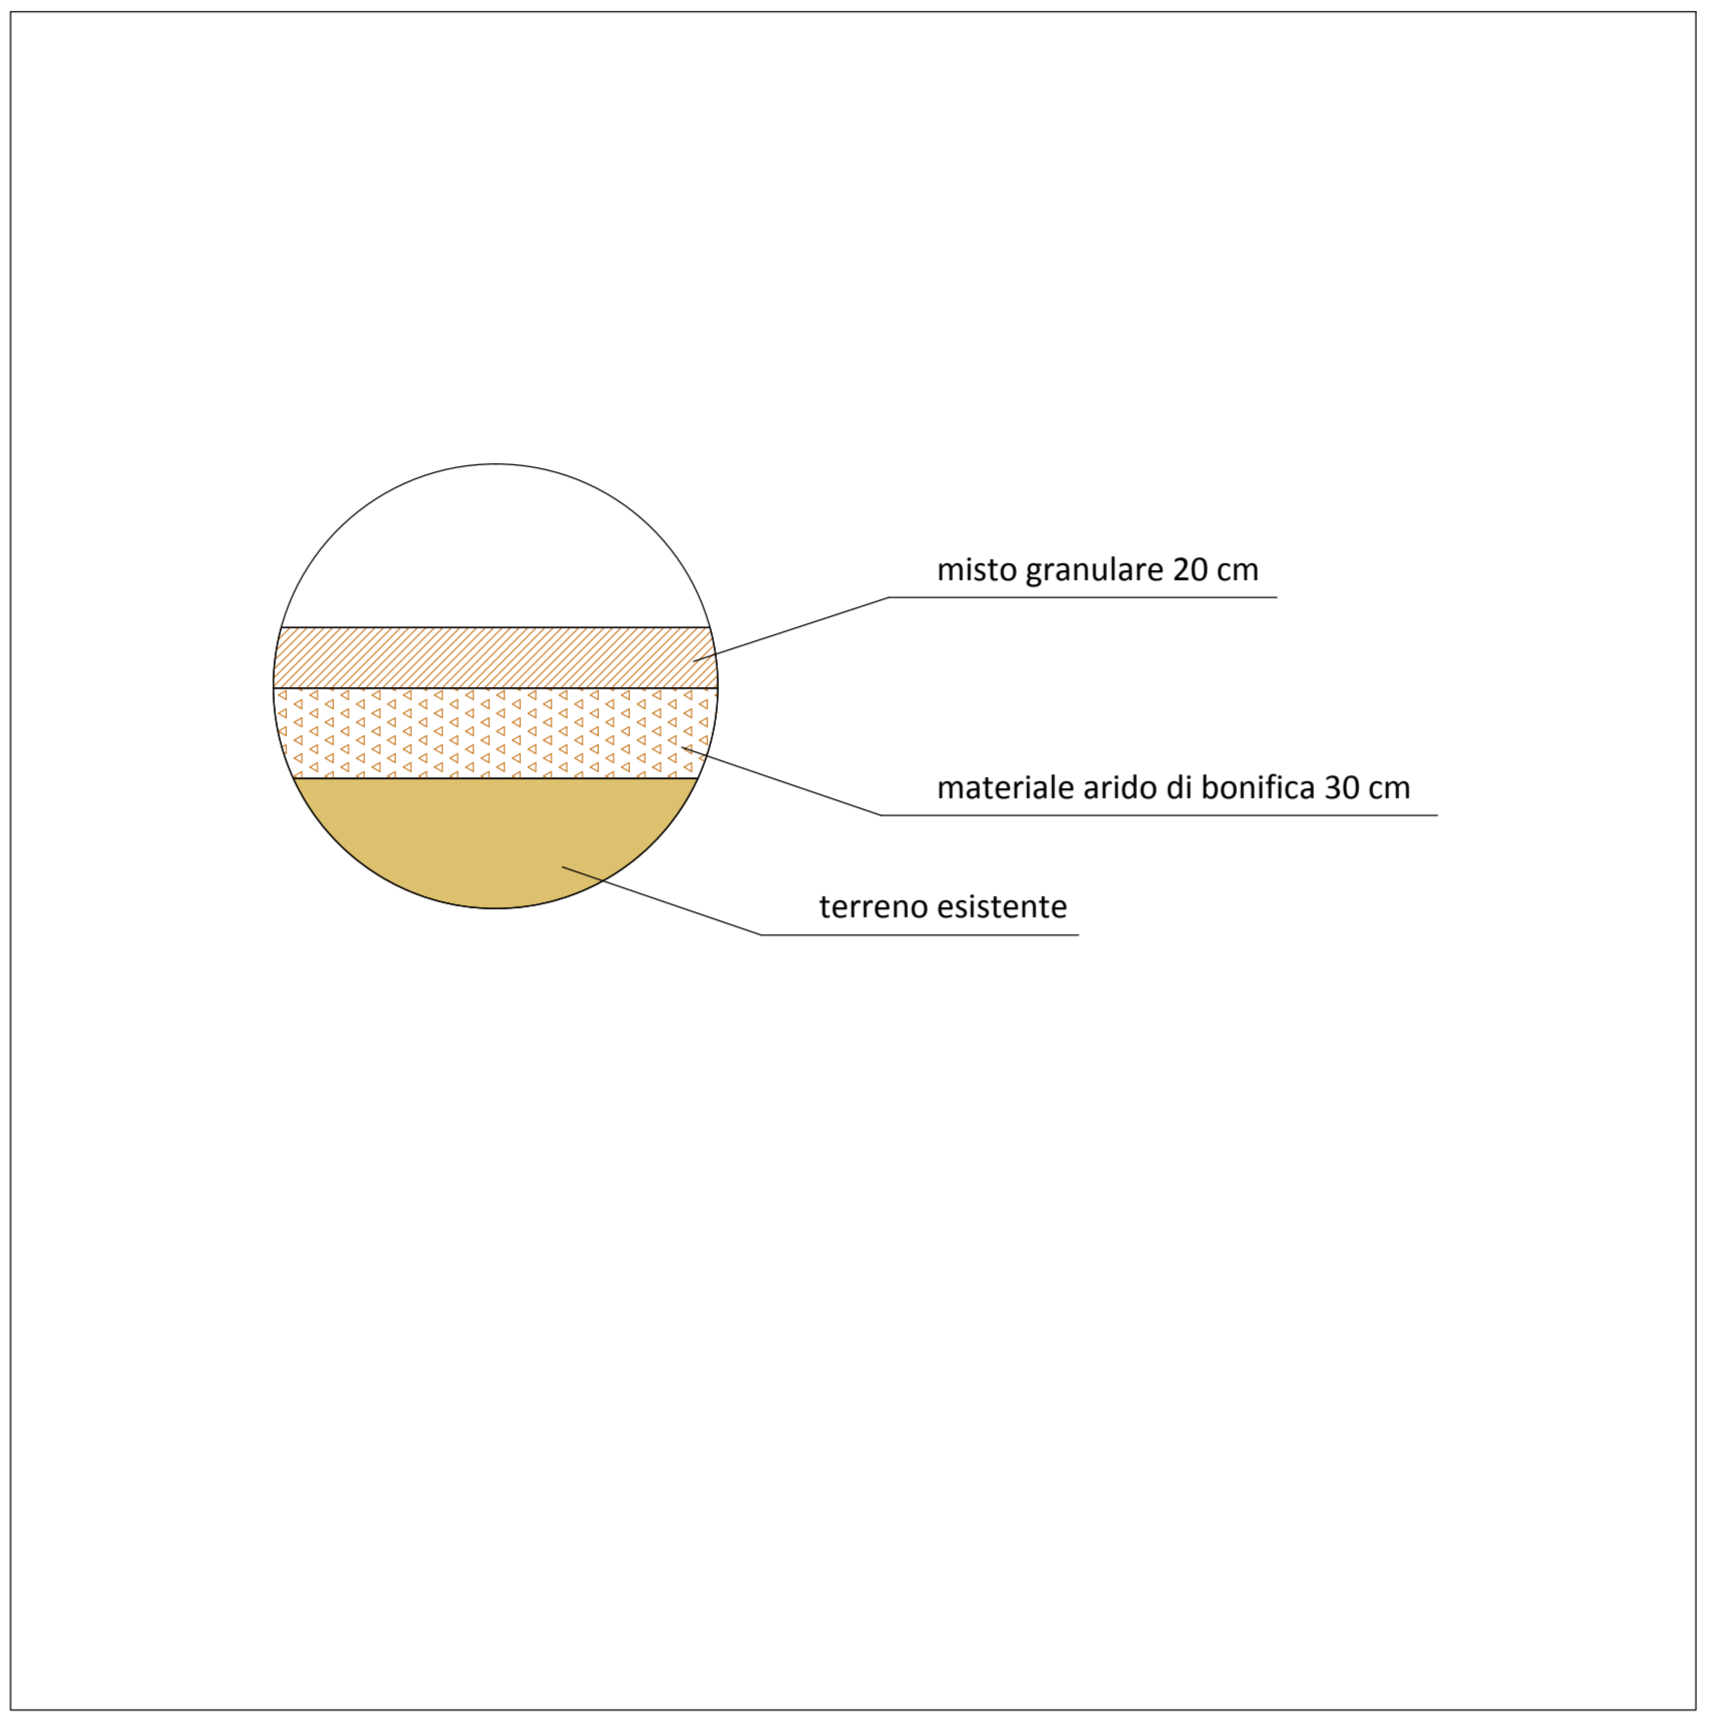 misto granulare 20 cm
materiale arido di bonifica 30 cm
terreno esistente